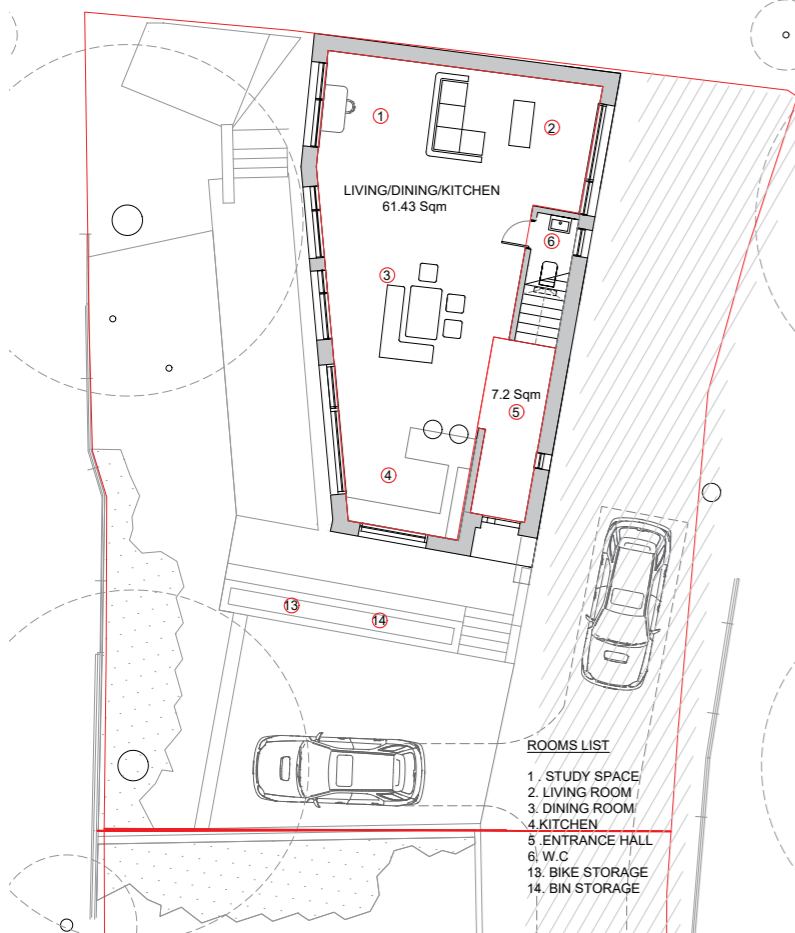 1
2
LIVING/DINING/KITCHEN
61.43 Sqm
6
3
7.2 Sqm
5
4
13
14
ROOMS LIST
1 . STUDY SPACE
2. LIVING ROOM
3. DINING ROOM
4.KITCHEN
5 .ENTRANCE HALL
6. W.C
13. BIKE STORAGE
14. BIN STORAGE